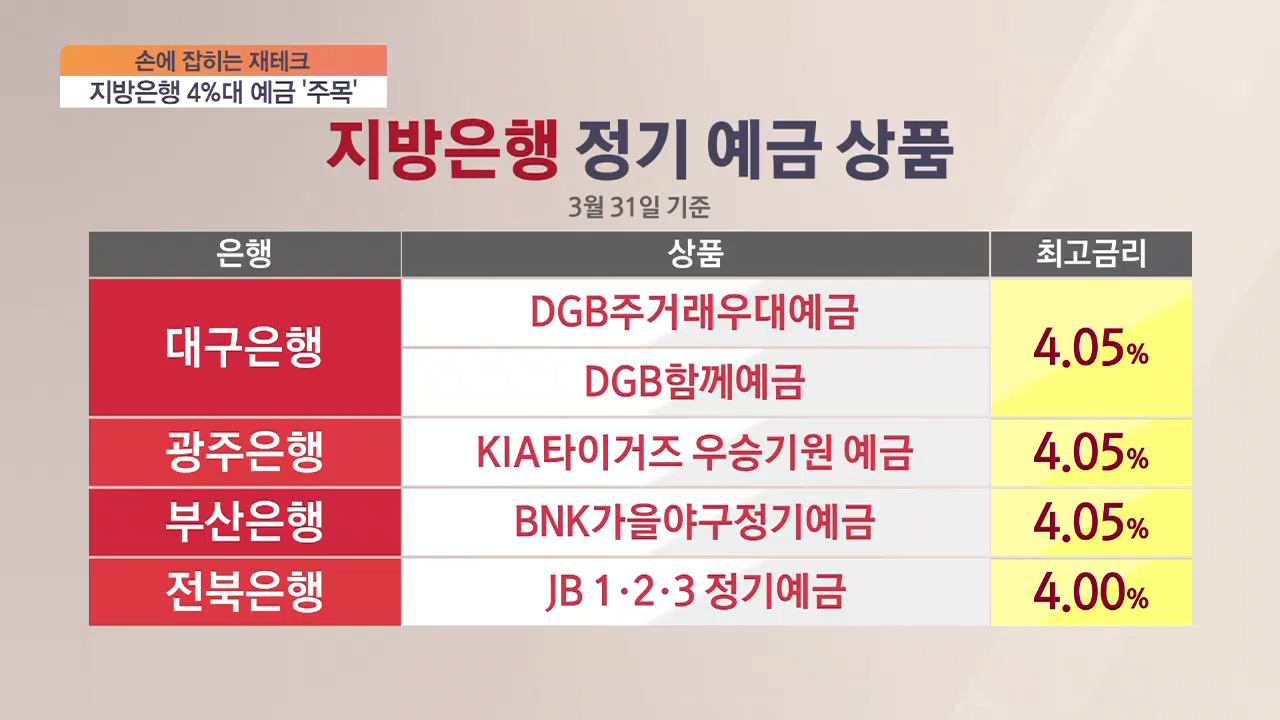 손에 잡히는 재테크
지방은행 4%대 예금 '주목'
지방은행 정기 예금 상품
3월 31일 기준
은행 상품 최고금리
대구은행 DGB주거래우대예금 4.05%
DGB함께예금
광주은행 KIA타이거즈 우승기원 예금 4.05%
부산은행 BNK가을야구정기예금 4.05%
전북은행 JB 1·2·3 정기예금 4.00%